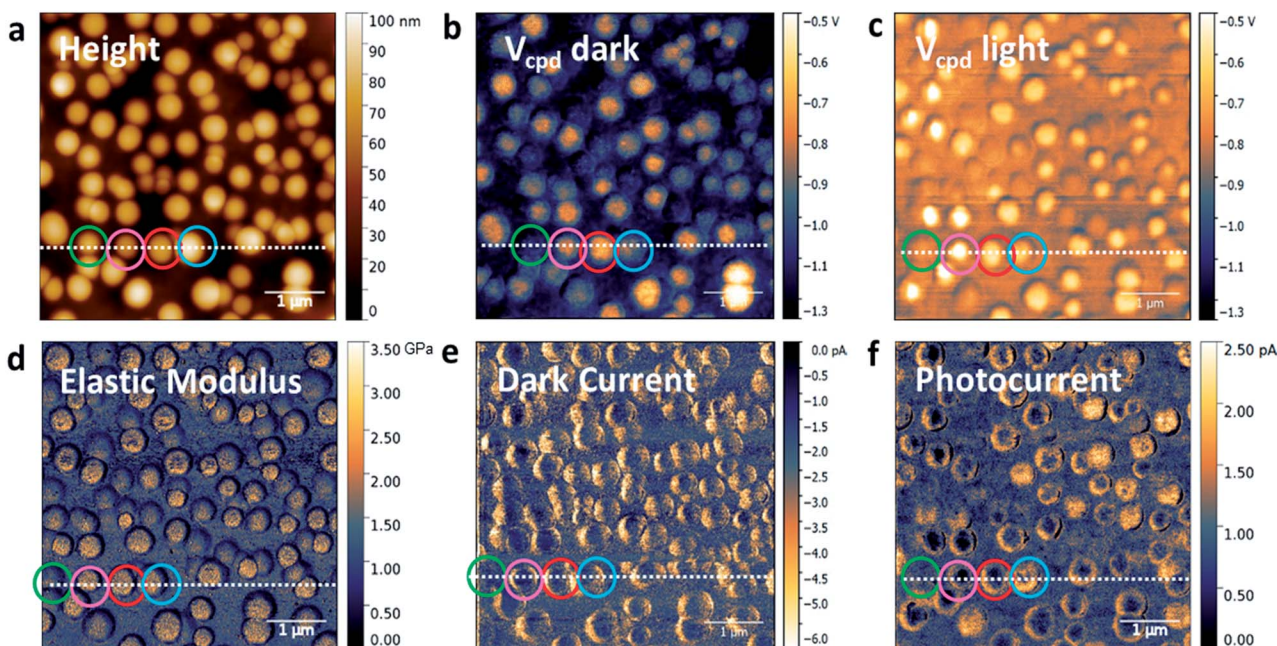 a
Height
100 nm
90
80
70
60
50
40
30
20
10
0
1 µm
b
Vcpd dark
−0.5 V
−0.6
−0.7
−0.8
−0.9
−1.0
−1.1
−1.2
−1.3
1 µm
c
Vcpd light
−0.5 V
−0.6
−0.7
−0.8
−0.9
−1.0
−1.1
−1.2
−1.3
1 µm
d
Elastic Modulus
3.50 GPa
3.00
2.50
2.00
1.50
1.00
0.50
0.00
1 µm
e
Dark Current
0.0 pA
−0.5
−1.0
−1.5
−2.0
−2.5
−3.0
−3.5
−4.0
−4.5
−5.0
−6.0
1 µm
f
Photocurrent
2.50 pA
2.00
1.50
1.00
0.50
0.00
1 µm